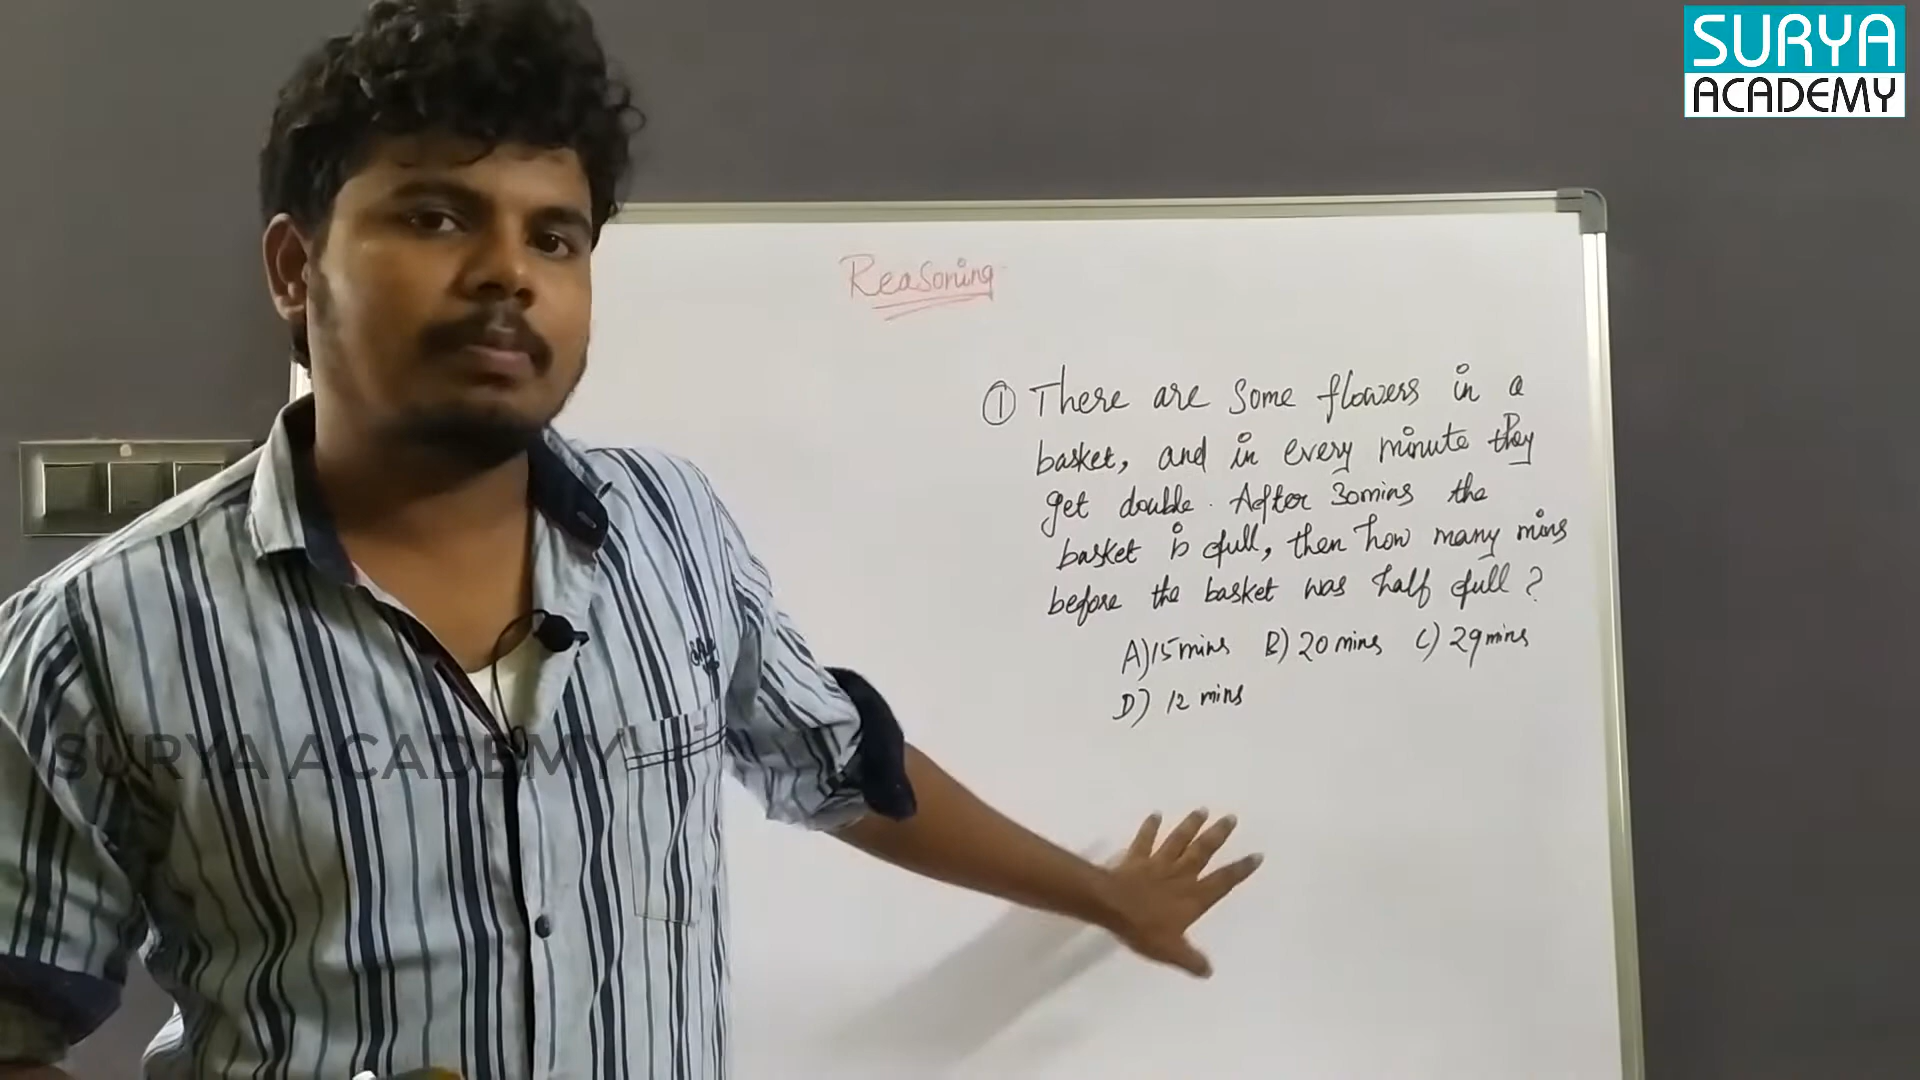 SURYA
ACADEMY
Reasoning
① There are some flowers in a
basket, and in every minute they
get double. After 30mins the
basket is full, then how many mins
before the basket was half full ?
A) 15 mins B) 20 mins C) 29 mins
D) 12 mins
SURYA ACADEMY